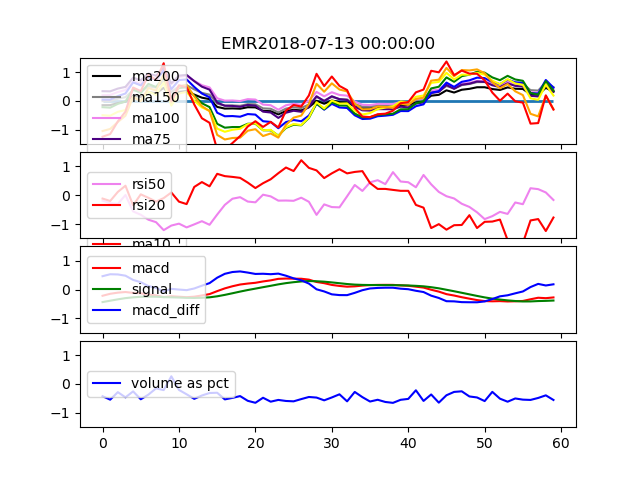 EMR2018-07-13 00:00:00
1
0
−1
ma200
ma150
ma100
ma75
1
0
−1
rsi50
rsi20
ma10
1
0
−1
macd
signal
macd_diff
1
0
−1
volume as pct
0 10 20 30 40 50 60